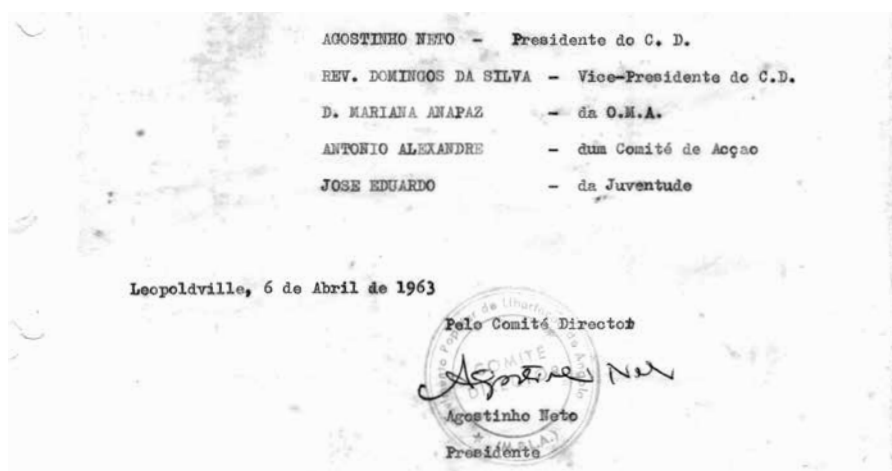 AGOSTINHO NETO - Presidente do C. D.
REV. DOMINGOS DA SILVA - Vice-Presidente do C.D.
D. MARIANA ANAPAZ - da O.M.A.
ANTONIO ALEXANDRE - dum Comité de Acçao
JOSE EDUARDO - da Juventude
Leopoldville, 6 de Abril de 1963
Pelo Comité Director
COMITÉ
Agostinho Neto
Agostinho Neto
Presidente